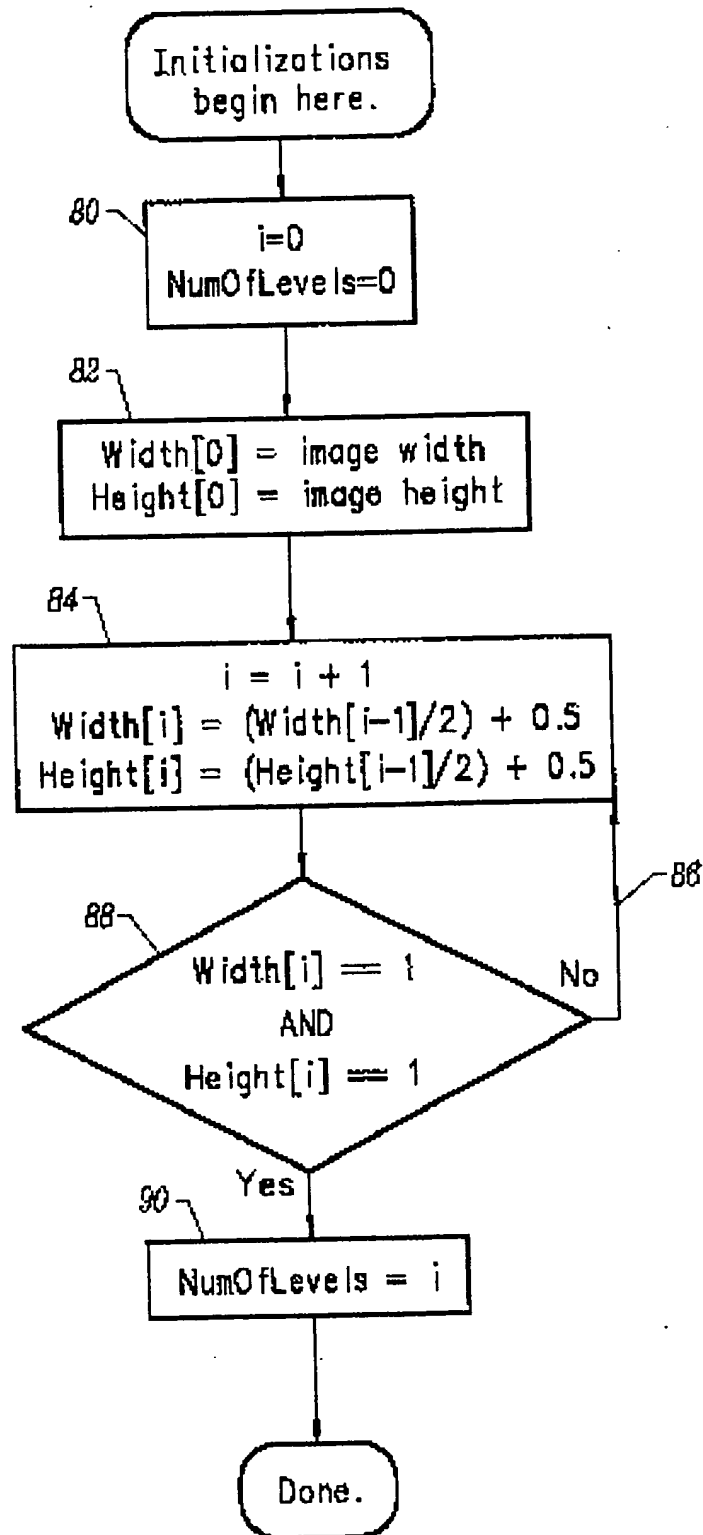 Initializations
begin here.
80
i=0
NumOfLevels=0
82
Width[0] = image width
Height[0] = image height
84
i = i + 1
Width[i] = (Width[i-1]/2) + 0.5
Height[i] = (Height[i-1]/2) + 0.5
86
88
Width[i] == 1
AND
Height[i] == 1
No
Yes
90
NumOfLevels = i
Done.